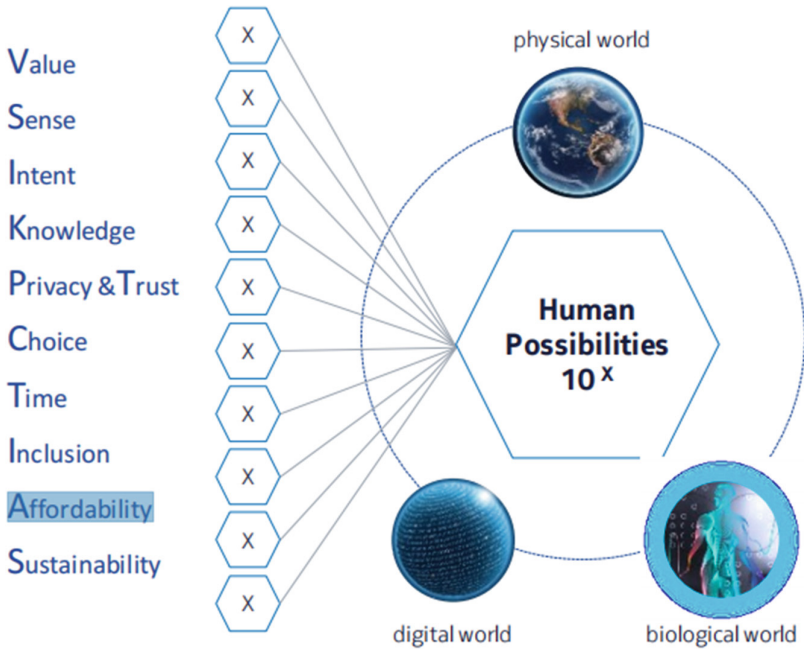 Value
Sense
Intent
Knowledge
Privacy &Trust
Choice
Time
Inclusion
Affordability
Sustainability
X
X
X
X
X
X
X
X
X
X
physical world
Human
Possibilities
10 X
digital world
biological world